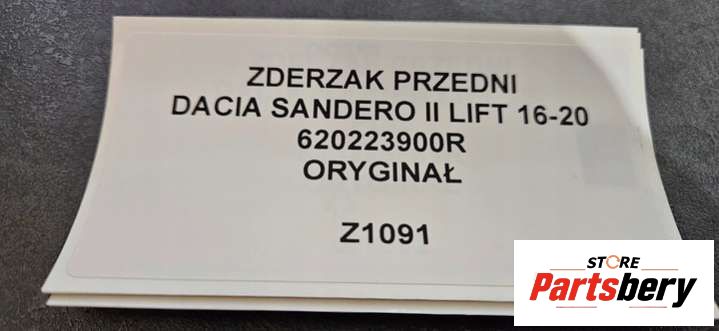 ZDERZAK PRZEDNI
DACIA SANDERO II LIFT 16-20
620223900R
ORYGINAŁ
Z1091
STORE
Partsbery